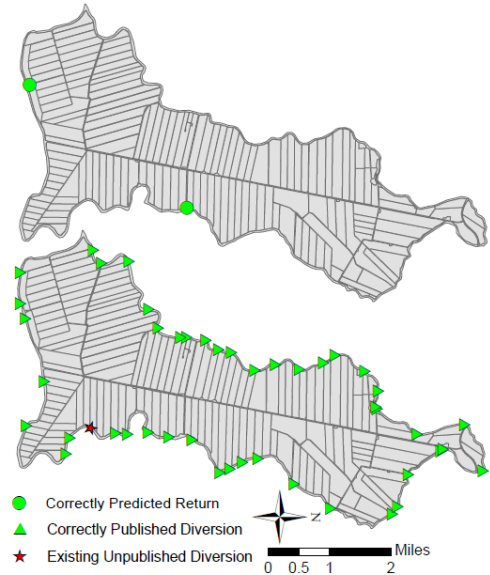 Correctly Predicted Return
Correctly Published Diversion
Existing Unpublished Diversion
N
Miles
0 0.5 1 2